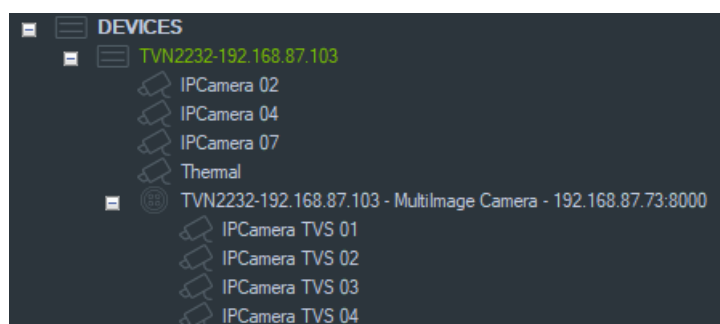 DEVICES
TVN2232-192.168.87.103
IPCamera 02
IPCamera 04
IPCamera 07
Thermal
TVN2232-192.168.87.103 - MultiImage Camera - 192.168.87.73:8000
IPCamera TVS 01
IPCamera TVS 02
IPCamera TVS 03
IPCamera TVS 04